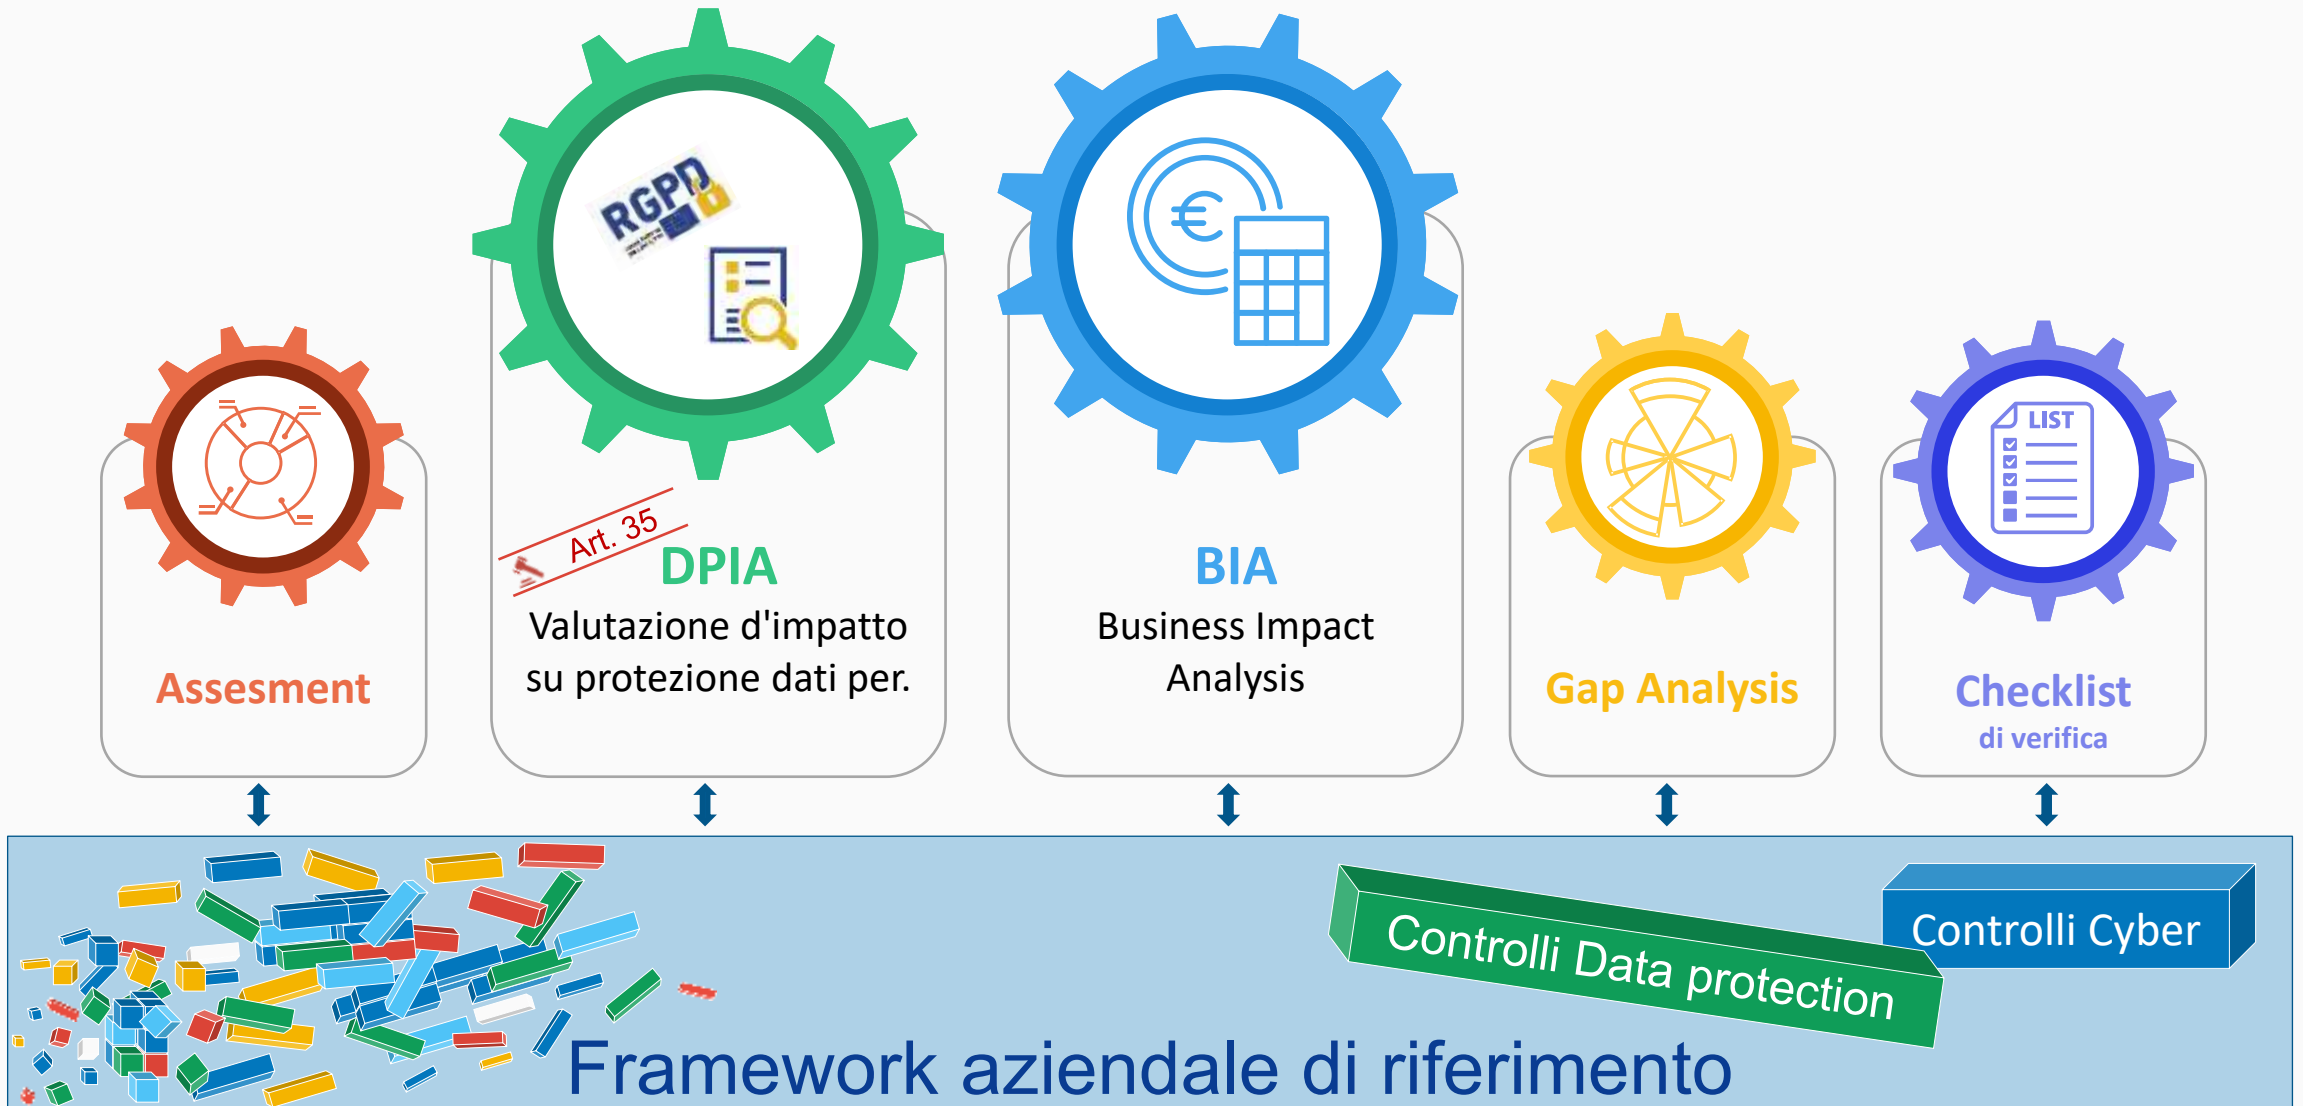 RGPD
LIST
Art. 35
Assesment
DPIA
Valutazione d'impatto
su protezione dati per.
BIA
Business Impact
Analysis
Gap Analysis
Checklist
di verifica
Controlli Data protection
Controlli Cyber
Framework aziendale di riferimento